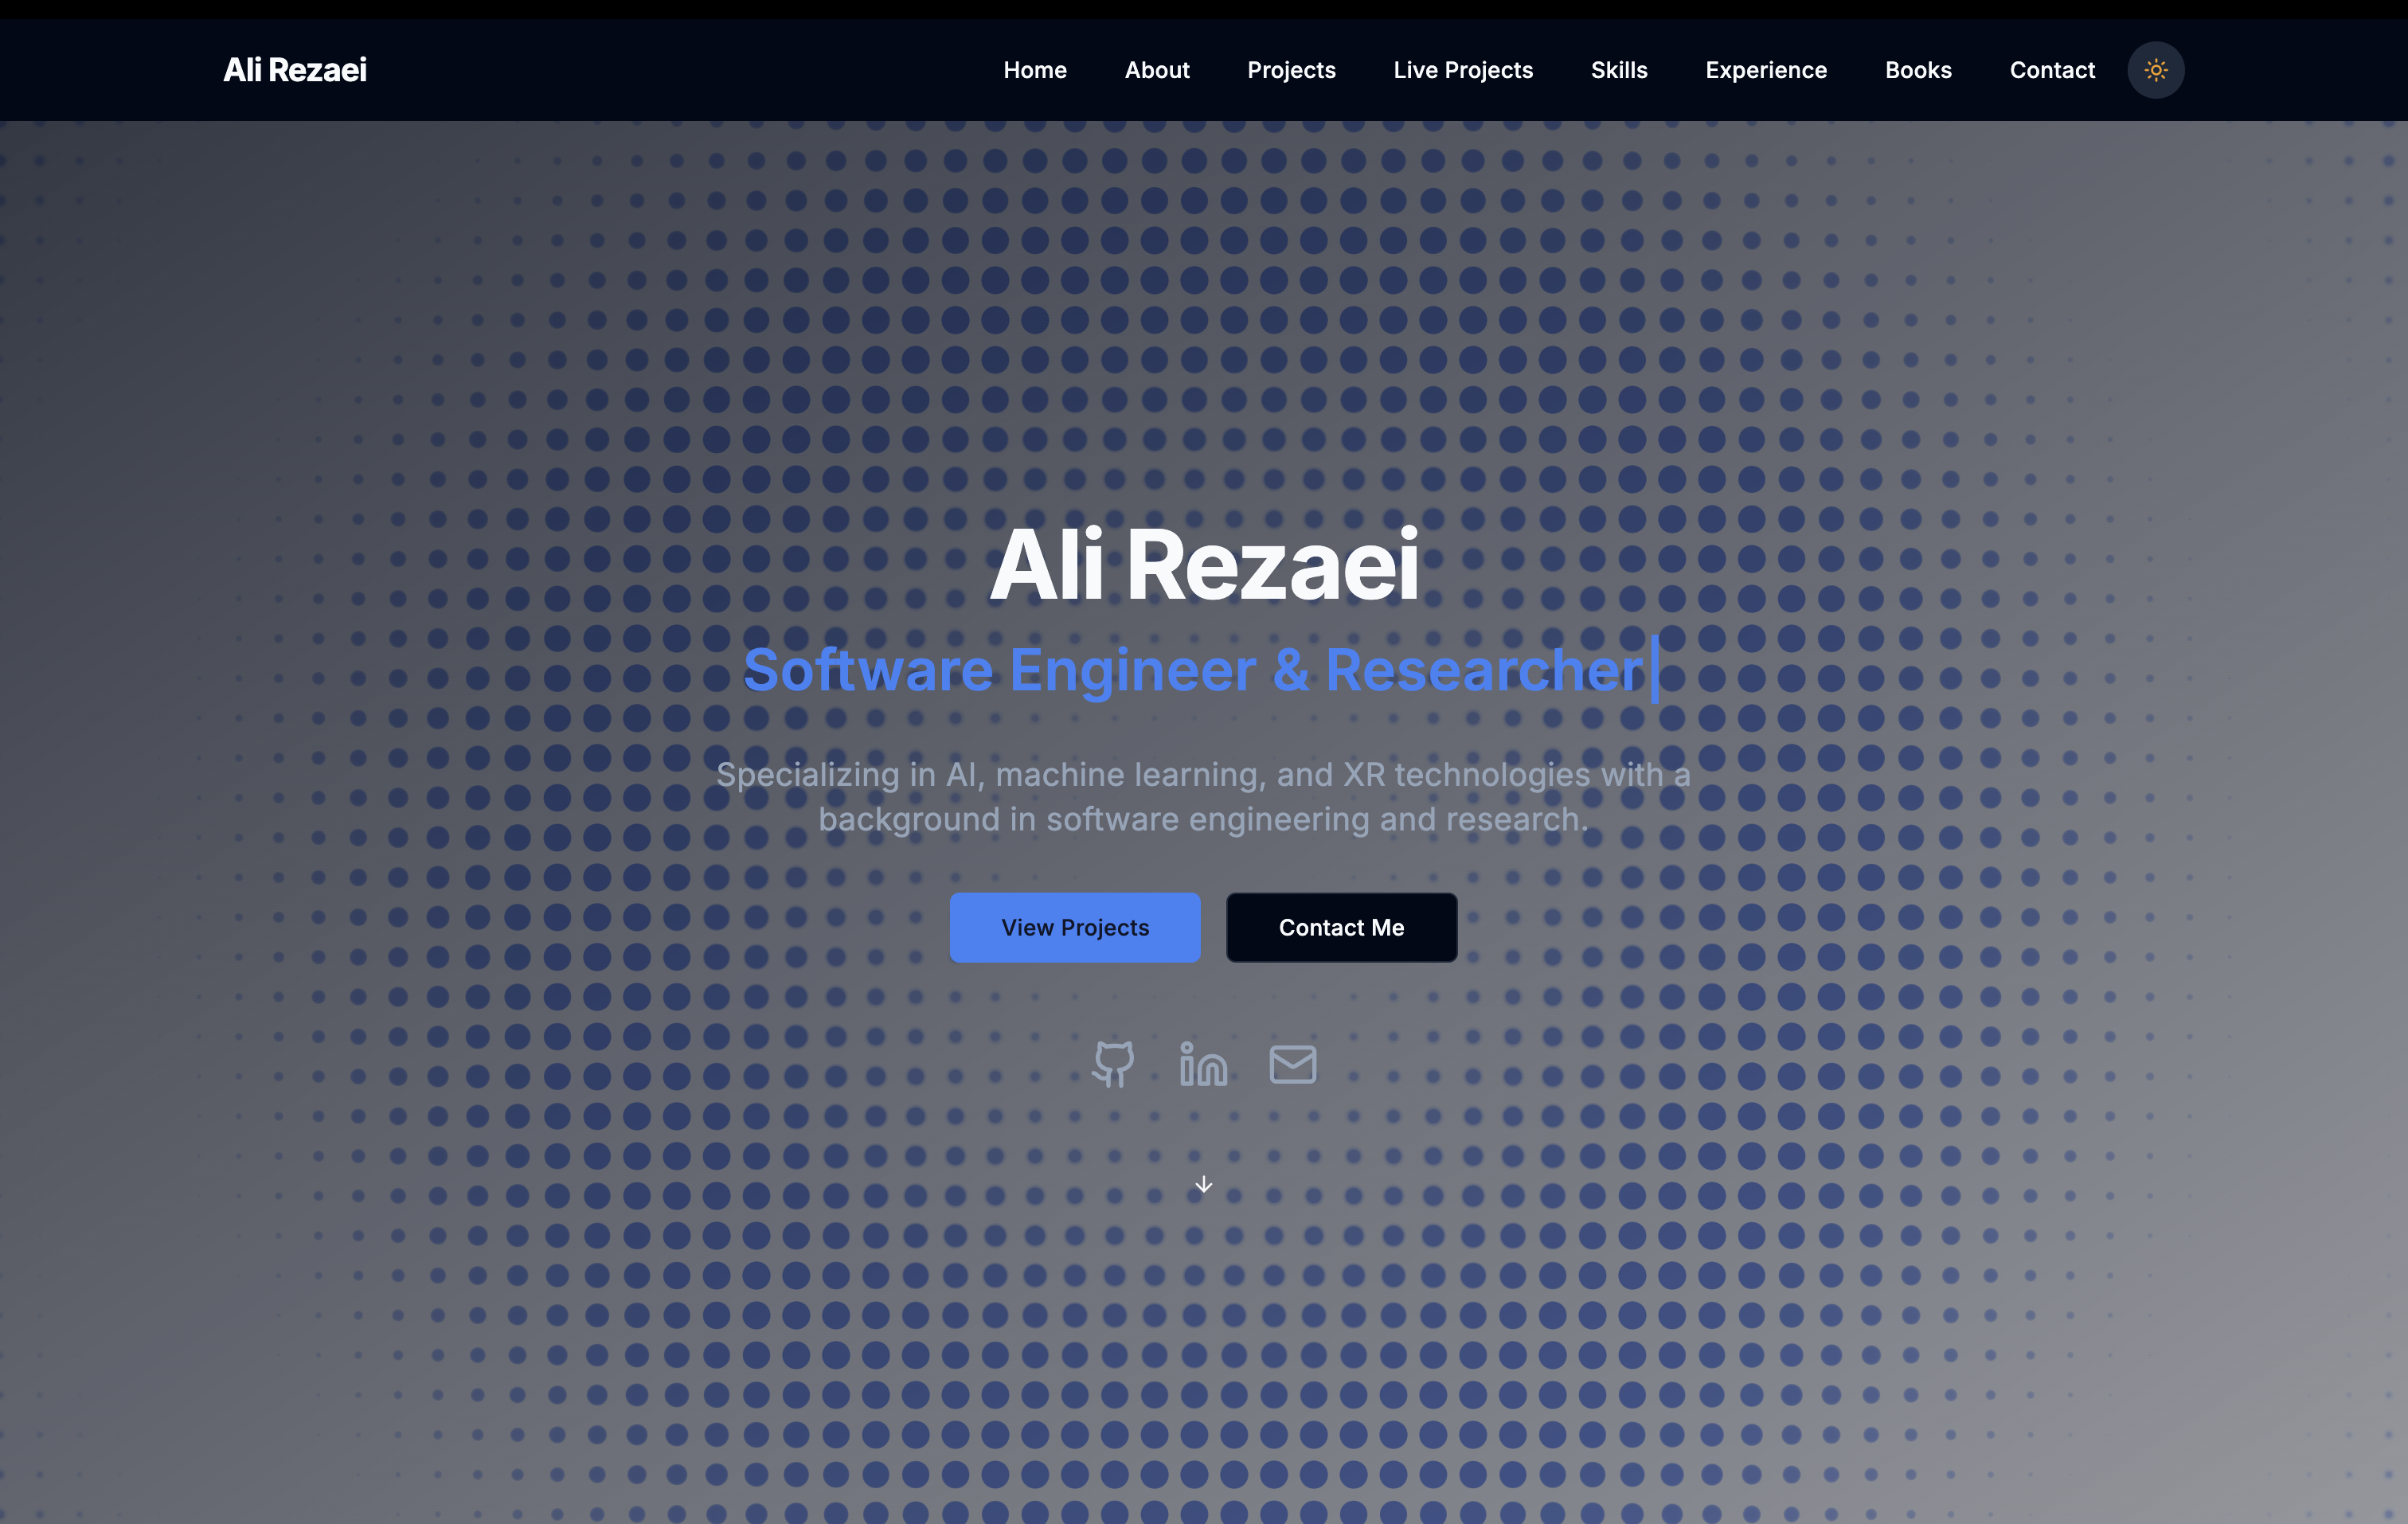 Ali Rezaei
Home About Projects Live Projects Skills Experience Books Contact
Ali Rezaei
Software Engineer & Researcher
Specializing in AI, machine learning, and XR technologies with a
background in software engineering and research.
View Projects Contact Me